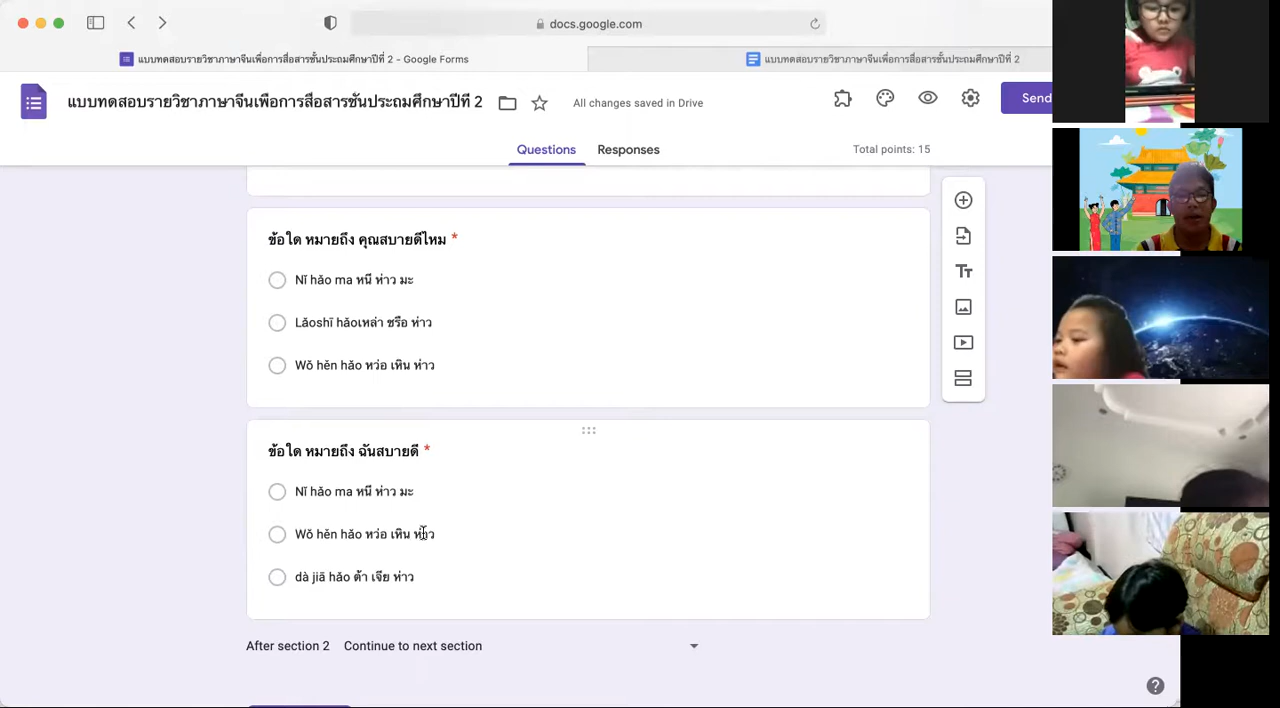 docs.google.com
แบบทดสอบรายวิชาภาษาจีนเพื่อการสื่อสารชั้นประถมศึกษาปีที่ 2 - Google Forms
แบบทดสอบรายวิชาภาษาจีนเพื่อการสื่อสารชั้นประถมศึกษาปีที่ 2
แบบทดสอบรายวิชาภาษาจีนเพื่อการสื่อสารชั้นประถมศึกษาปีที่ 2
All changes saved in Drive
Send
Questions
Responses
Total points: 15
ข้อใด หมายถึง คุณสบายดีไหม *
Nǐ hǎo ma หนี ห่าว มะ
Lǎoshī hǎoเหล่า ซรือ ห่าว
Wǒ hěn hǎo หว่อ เหิน ห่าว
ข้อใด หมายถึง ฉันสบายดี *
Nǐ hǎo ma หนี ห่าว มะ
Wǒ hěn hǎo หว่อ เหิน ห่าว
dà jiā hǎo ต้า เจีย ห่าว
After section 2 Continue to next section